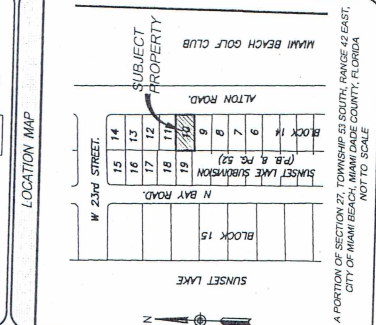 LOCATION MAP
W 23rd STREET.
SUBJECT
PROPERTY
15 14
16 13
17 12
18 11
19 10
9
8
7
6
BLOCK 14
SUNSET LAKE SUBDIVISION
(P.B. 8, PG. 52)
ALTON ROAD.
MIAMI BEACH GOLF CLUB
N BAY ROAD.
BLOCK 15
SUNSET LAKE
N
A PORTION OF SECTION 27, TOWNSHIP 53 SOUTH, RANGE 42 EAST,
CITY OF MIAMI BEACH, MIAMI DADE COUNTY, FLORIDA
NOT TO SCALE